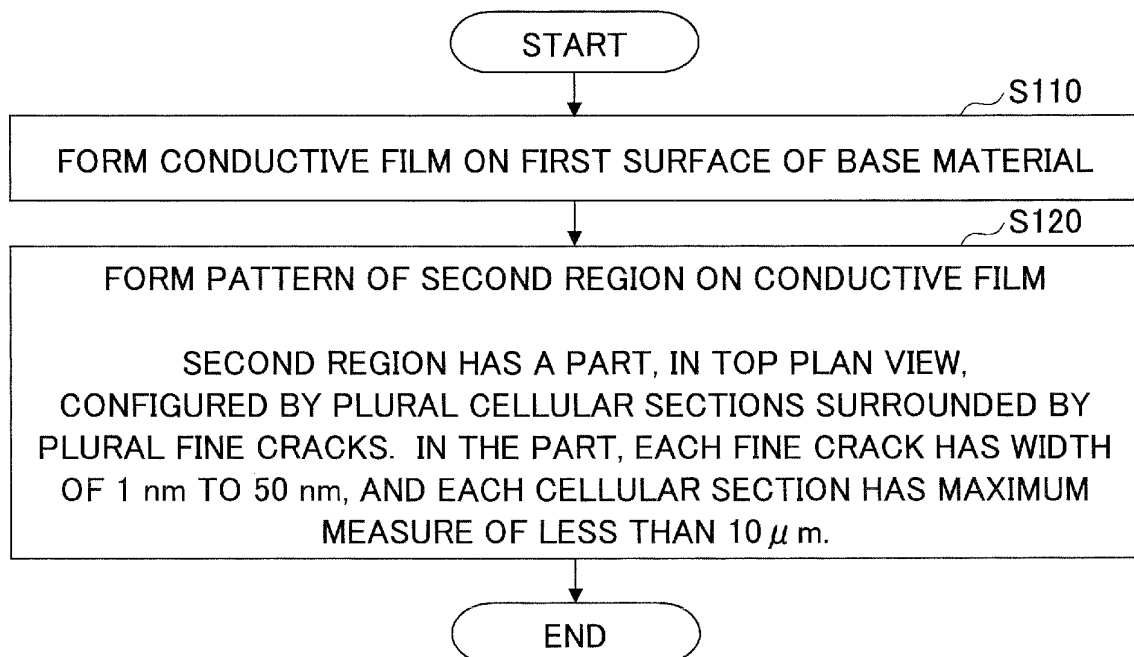 START
S110
FORM CONDUCTIVE FILM ON FIRST SURFACE OF BASE MATERIAL
S120
FORM PATTERN OF SECOND REGION ON CONDUCTIVE FILM
SECOND REGION HAS A PART, IN TOP PLAN VIEW,
CONFIGURED BY PLURAL CELLULAR SECTIONS SURROUNDED BY
PLURAL FINE CRACKS. IN THE PART, EACH FINE CRACK HAS WIDTH
OF 1 nm TO 50 nm, AND EACH CELLULAR SECTION HAS MAXIMUM
MEASURE OF LESS THAN 10 μm.
END